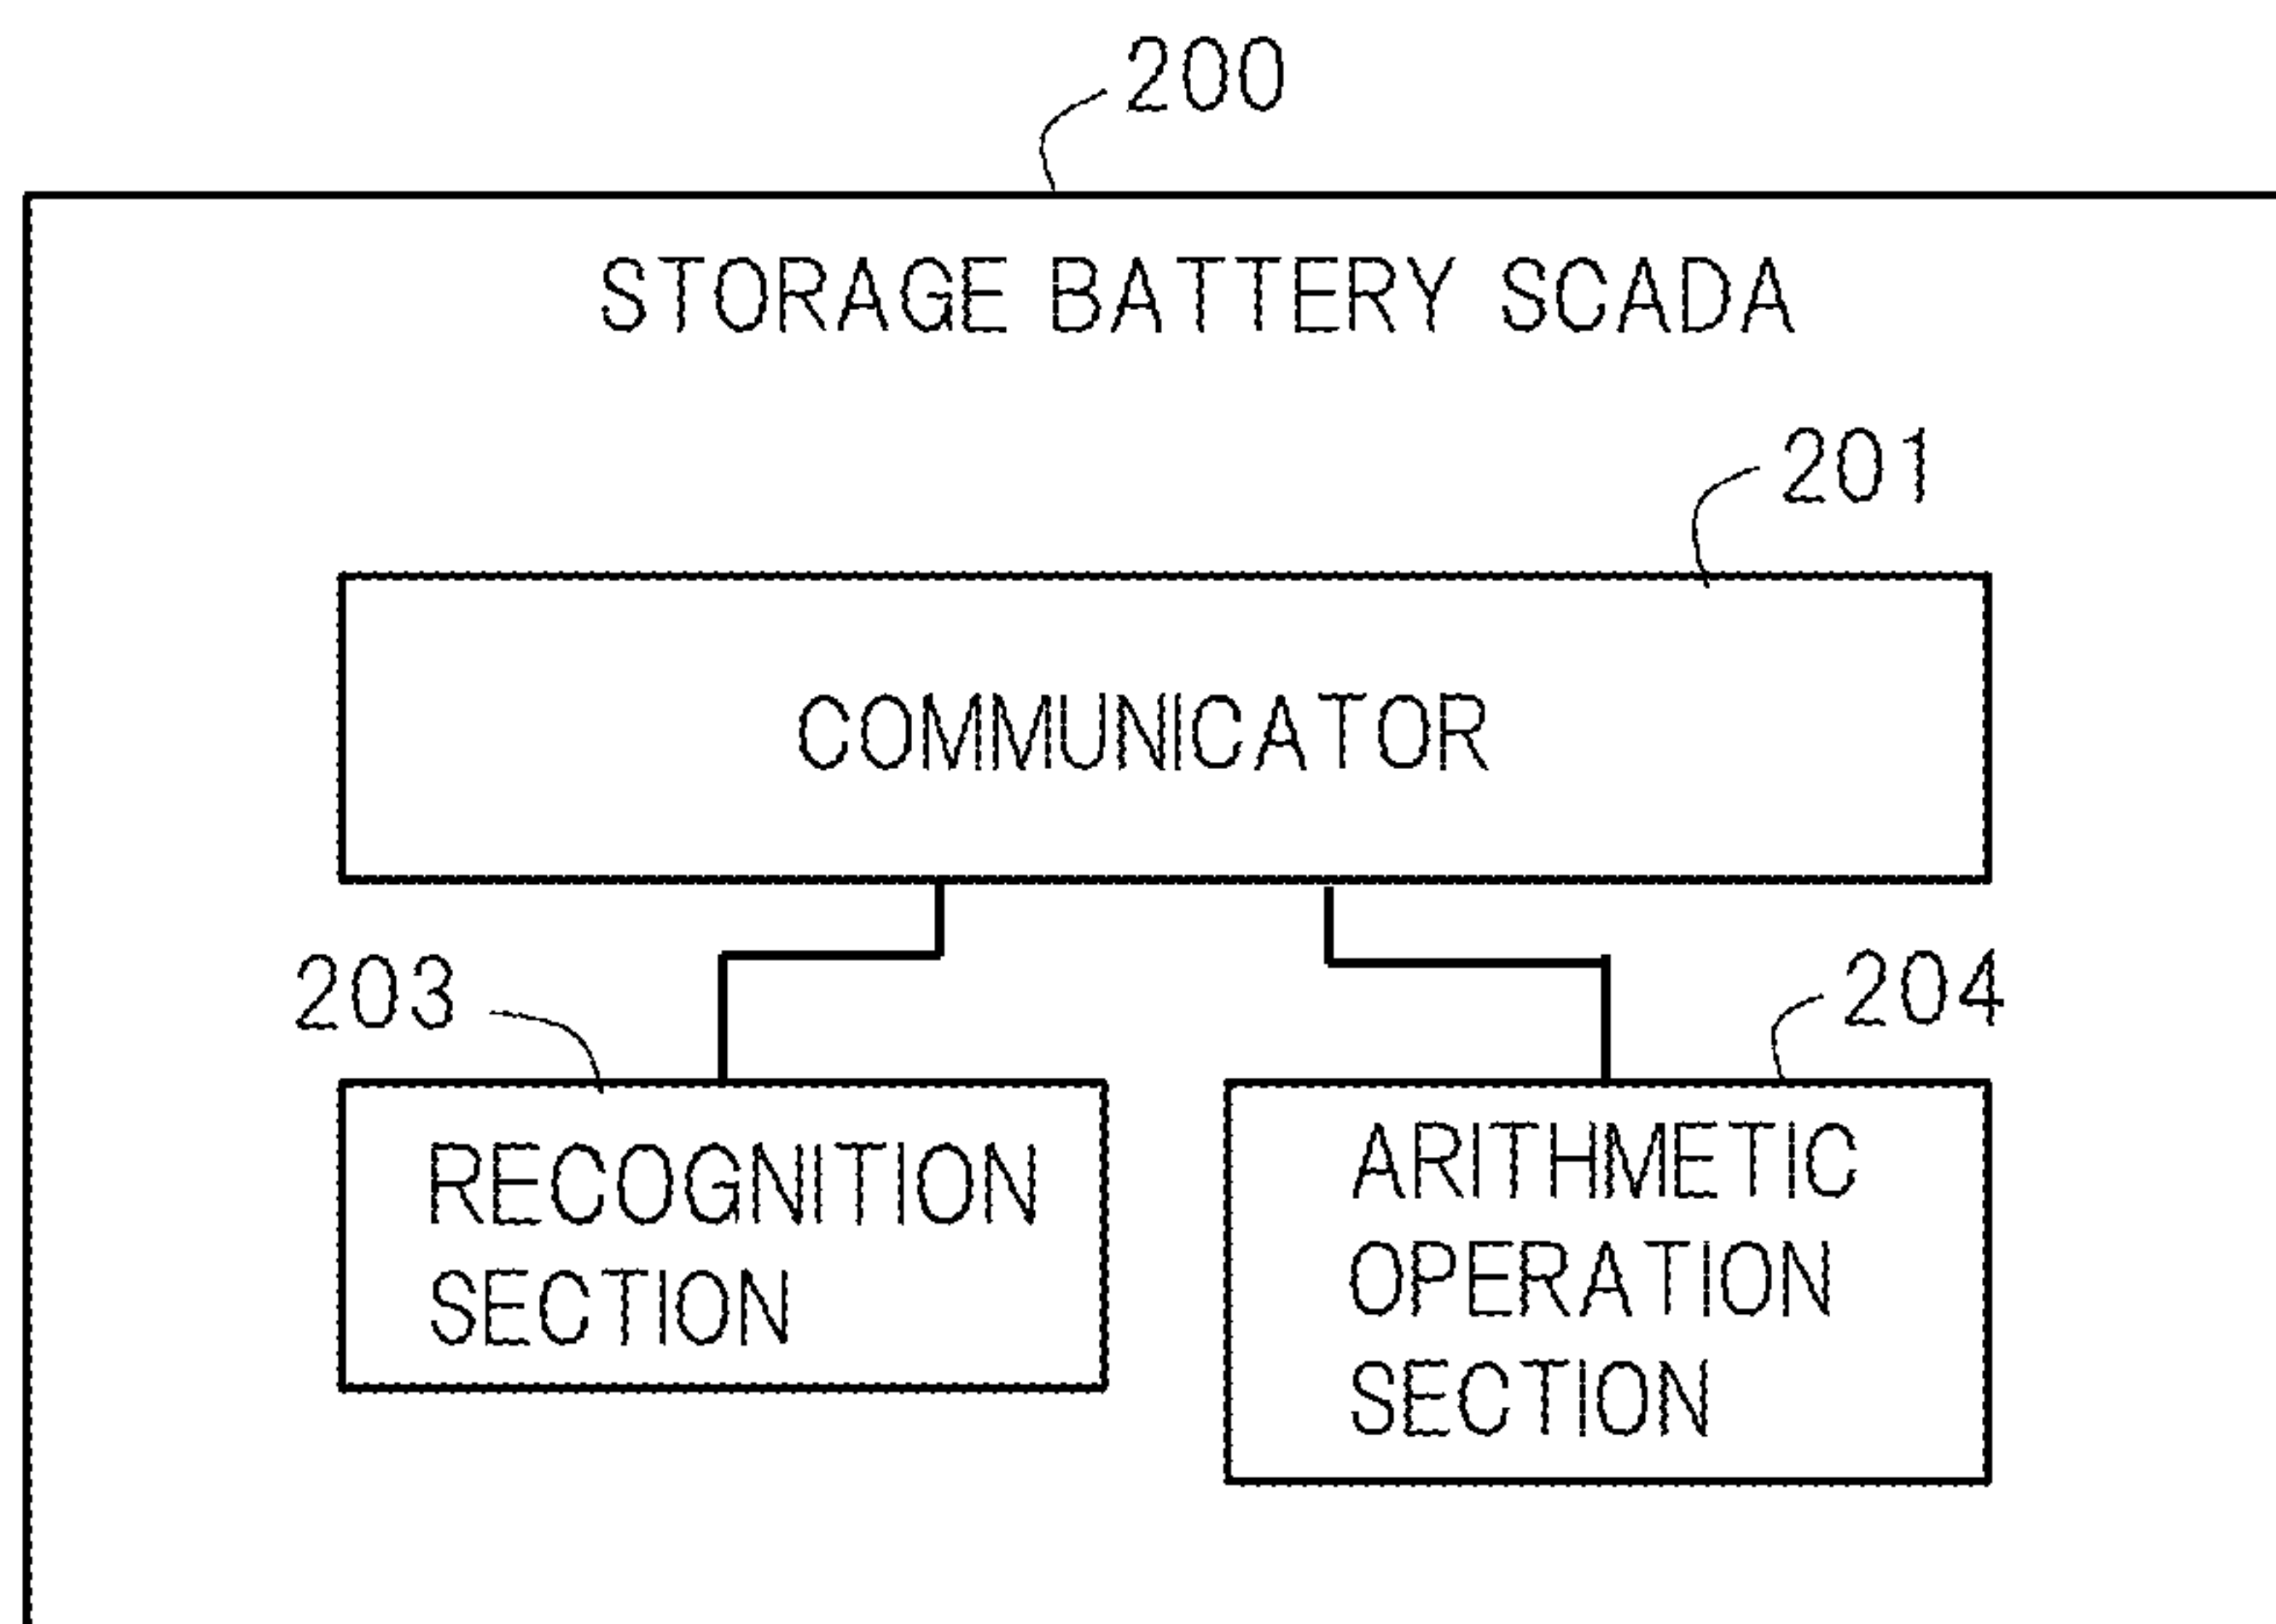 200
STORAGE BATTERY SCADA
201
COMMUNICATOR
203
204
RECOGNITION
SECTION
ARITHMETIC
OPERATION
SECTION